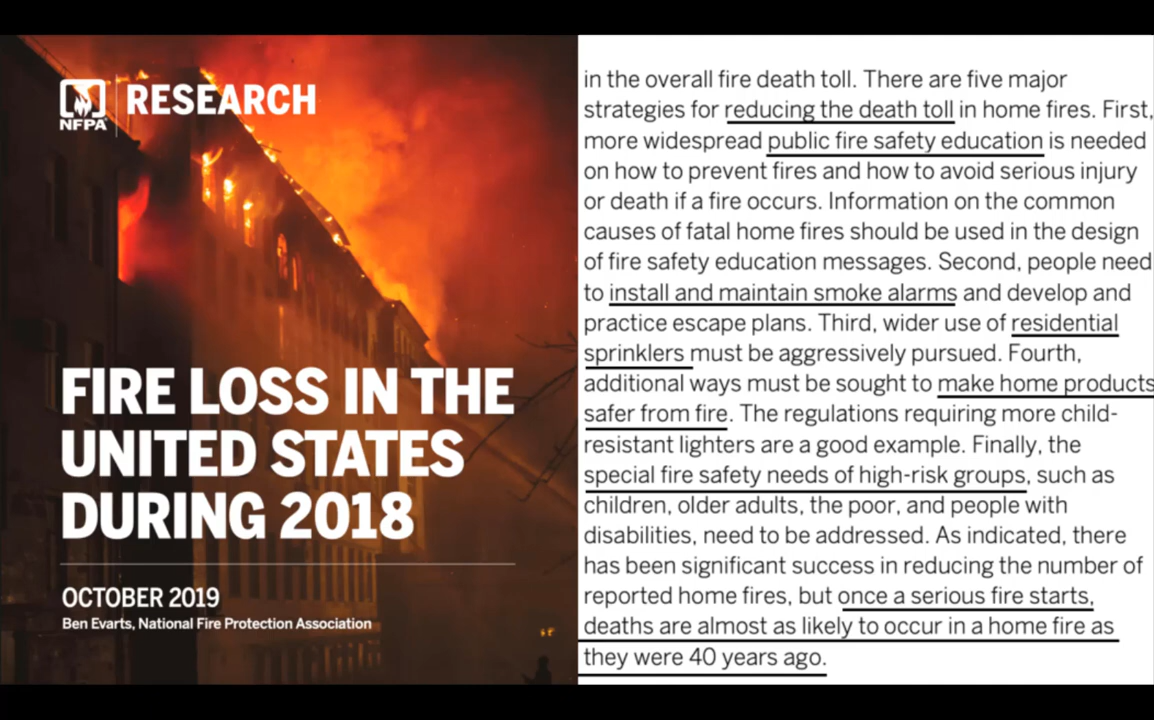 NFPA
RESEARCH
FIRE LOSS IN THE
UNITED STATES
DURING 2018
OCTOBER 2019
Ben Evarts, National Fire Protection Association
in the overall fire death toll. There are five major
strategies for reducing the death toll in home fires. First,
more widespread public fire safety education is needed
on how to prevent fires and how to avoid serious injury
or death if a fire occurs. Information on the common
causes of fatal home fires should be used in the design
of fire safety education messages. Second, people need
to install and maintain smoke alarms and develop and
practice escape plans. Third, wider use of residential
sprinklers must be aggressively pursued. Fourth,
additional ways must be sought to make home products
safer from fire. The regulations requiring more child-
resistant lighters are a good example. Finally, the
special fire safety needs of high-risk groups, such as
children, older adults, the poor, and people with
disabilities, need to be addressed. As indicated, there
has been significant success in reducing the number of
reported home fires, but once a serious fire starts,
deaths are almost as likely to occur in a home fire as
they were 40 years ago.